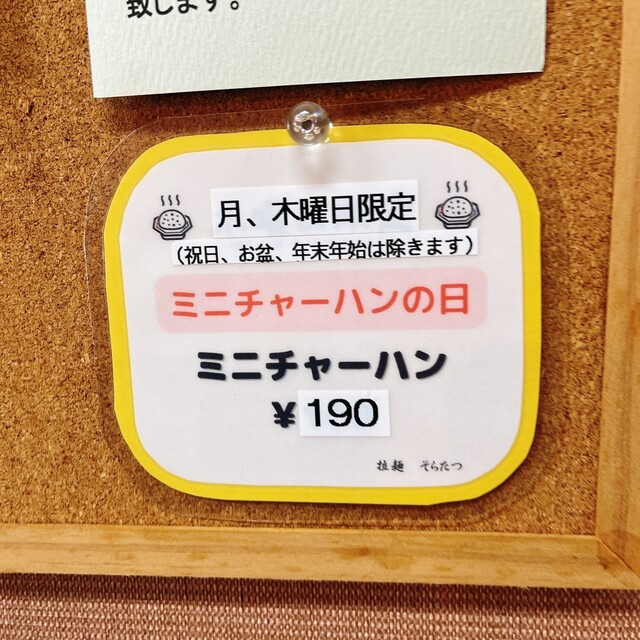 致します。
月、木曜日限定
(祝日、お盆、年末年始は除きます)
ミニチャーハンの日
ミニチャーハン
¥190
拉麺 そらたつ